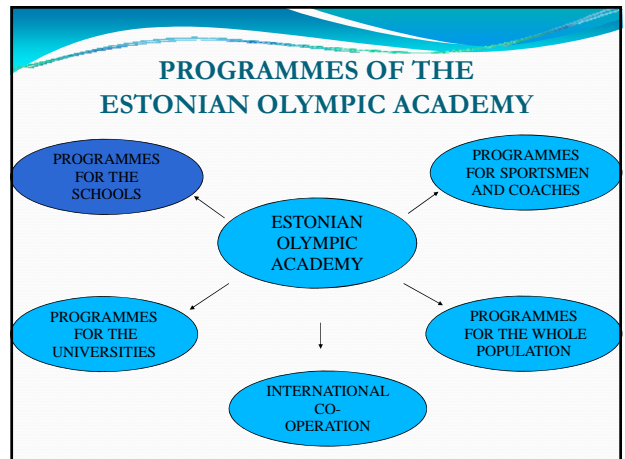 PROGRAMMES OF THE
ESTONIAN OLYMPIC ACADEMY
PROGRAMMES
FOR THE
SCHOOLS
PROGRAMMES
FOR SPORTSMEN
AND COACHES
ESTONIAN
OLYMPIC
ACADEMY
PROGRAMMES
FOR THE
UNIVERSITIES
PROGRAMMES
FOR THE WHOLE
POPULATION
INTERNATIONAL
CO-
OPERATION